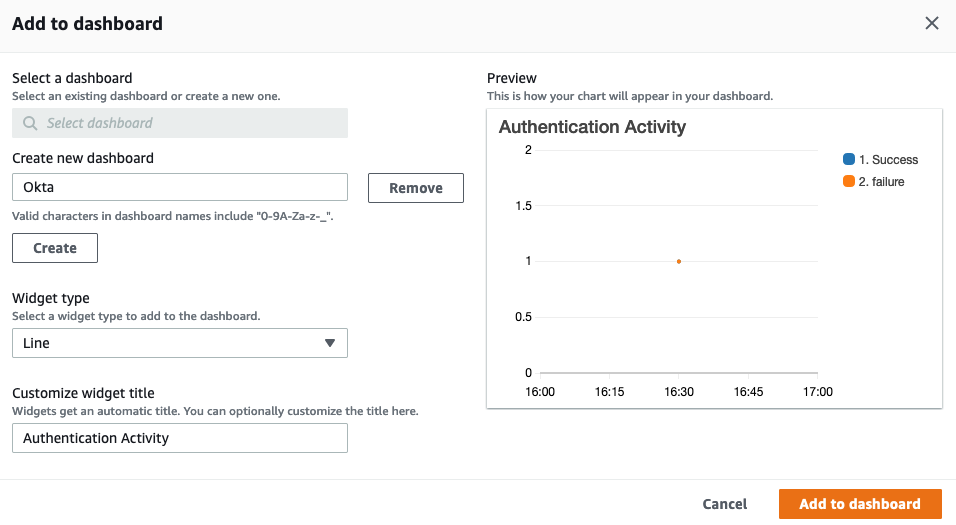 Add to dashboard
Select a dashboard
Select an existing dashboard or create a new one.
Select dashboard
Create new dashboard
Okta
Remove
Valid characters in dashboard names include "0-9A-Za-z-_".
Create
Widget type
Select a widget type to add to the dashboard.
Line
Customize widget title
Widgets get an automatic title. You can optionally customize the title here.
Authentication Activity
Preview
This is how your chart will appear in your dashboard.
Authentication Activity
2
1.5
1
0.5
0
16:00 16:15 16:30 16:45 17:00
1. Success
2. failure
Cancel
Add to dashboard